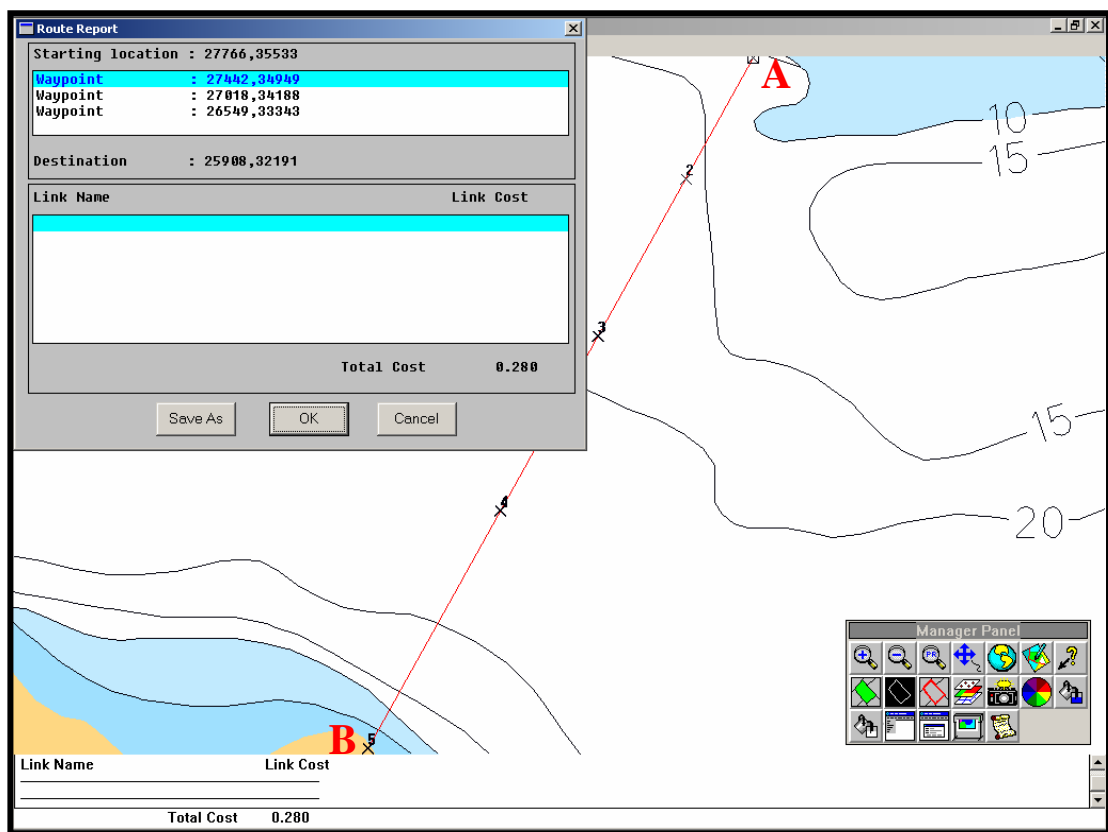 Route Report
Starting location : 27766,35533
Waypoint : 27442,34949
Waypoint : 27018,34188
Waypoint : 26549,33343
Destination : 25908,32191
Link Name Link Cost
Total Cost 0.280
Save As OK Cancel
A
10
15
2
3
15
4
20
Manager Panel
PR
?
B 5
Link Name Link Cost
Total Cost 0.280